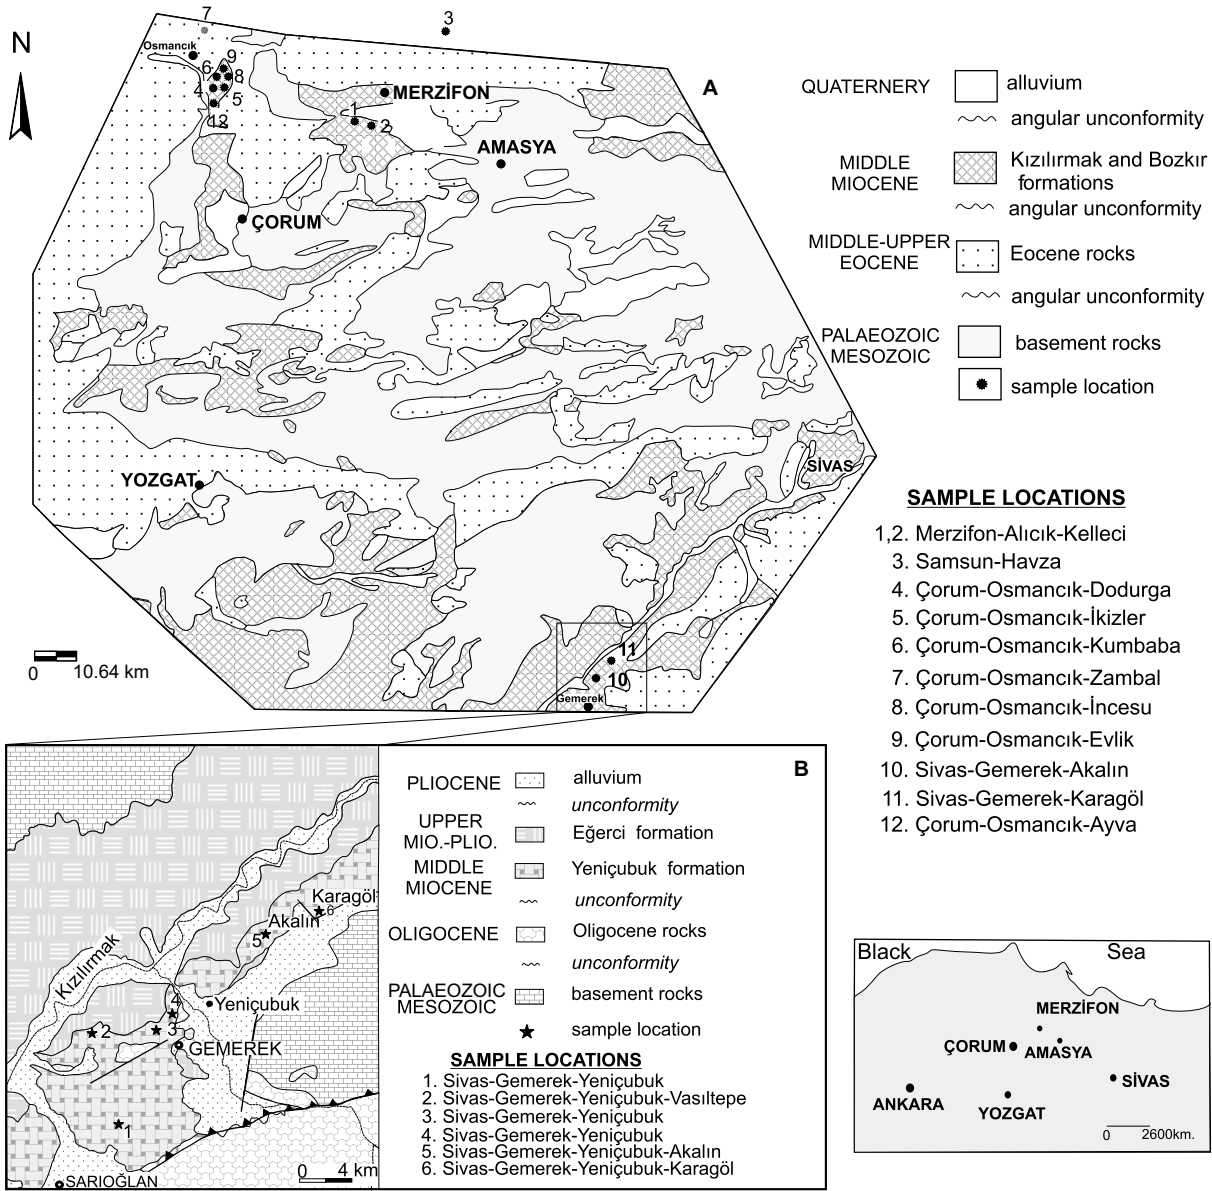 N
7
3
Osmancık
9
6
8
4
5
12
MERZİFON
1
2
A
AMASYA
ÇORUM
YOZGAT
SİVAS
11
10
Gemerek
0 10.64 km
QUATERNERY alluvium
angular unconformity
MIDDLE MIOCENE Kızılırmak and Bozkır formations
angular unconformity
MIDDLE-UPPER EOCENE Eocene rocks
angular unconformity
PALAEOZOIC MESOZOIC basement rocks
sample location
SAMPLE LOCATIONS
1,2. Merzifon-Alıcık-Kelleci
3. Samsun-Havza
4. Çorum-Osmancık-Dodurga
5. Çorum-Osmancık-İkizler
6. Çorum-Osmancık-Kumbaba
7. Çorum-Osmancık-Zambal
8. Çorum-Osmancık-İncesu
9. Çorum-Osmancık-Evlik
10. Sivas-Gemerek-Akalın
11. Sivas-Gemerek-Karagöl
12. Çorum-Osmancık-Ayva
B
Karagöl
6
Akalın
5
Kızılırmak
4
Yeniçubuk
2
3
GEMEREK
1
SARIOĞLAN
0 4 km
PLIOCENE alluvium
unconformity
UPPER MIO.-PLIO. Eğerci formation
MIDDLE MIOCENE Yeniçubuk formation
unconformity
OLIGOCENE Oligocene rocks
unconformity
PALAEOZOIC MESOZOIC basement rocks
sample location
SAMPLE LOCATIONS
1. Sivas-Gemerek-Yeniçubuk
2. Sivas-Gemerek-Yeniçubuk-Vasıltepe
3. Sivas-Gemerek-Yeniçubuk
4. Sivas-Gemerek-Yeniçubuk
5. Sivas-Gemerek-Yeniçubuk-Akalın
6. Sivas-Gemerek-Yeniçubuk-Karagöl
Black Sea
MERZİFON
ÇORUM
AMASYA
SİVAS
ANKARA
YOZGAT
0 2600km.